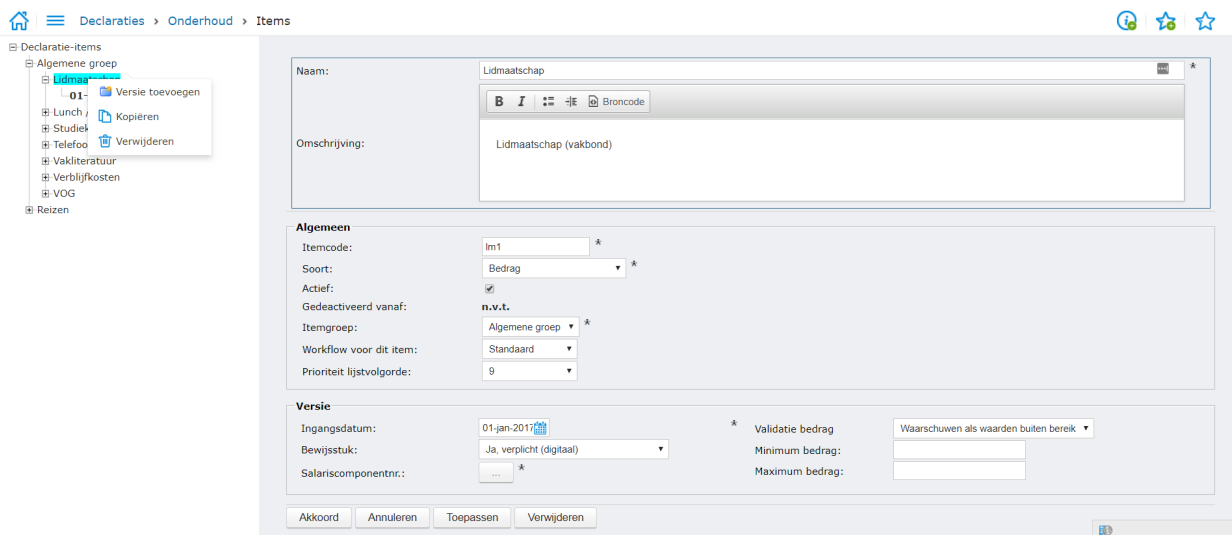 Declaraties > Onderhoud > Items
Declaratie-items
Algemene groep
Versie toevoegen
Kopiëren
Verwijderen
01-
Lunch
Vakliteratuur
Verblijfkosten
VOG
Reizen
Naam:
Lidmaatschap
*
B I Broncode
Omschrijving:
Lidmaatschap (vakbond)
Algemeen
Itemcode:
lm1 *
Soort:
Bedrag *
Actief:
Gedeactiveerd vanaf:
n.v.t.
Itemgroep:
Algemene groep *
Workflow voor dit item:
Standaard
Prioriteit lijstvolgorde:
9
Versie
Ingangsdatum:
01-jan-2017 *
Bewijsstuk:
Ja, verplicht (digitaal)
Salariscomponentnr.:
... *
Validatie bedrag
Waarschuwen als waarden buiten bereik
Minimum bedrag:
Maximum bedrag:
Akkoord
Annuleren
Toepassen
Verwijderen